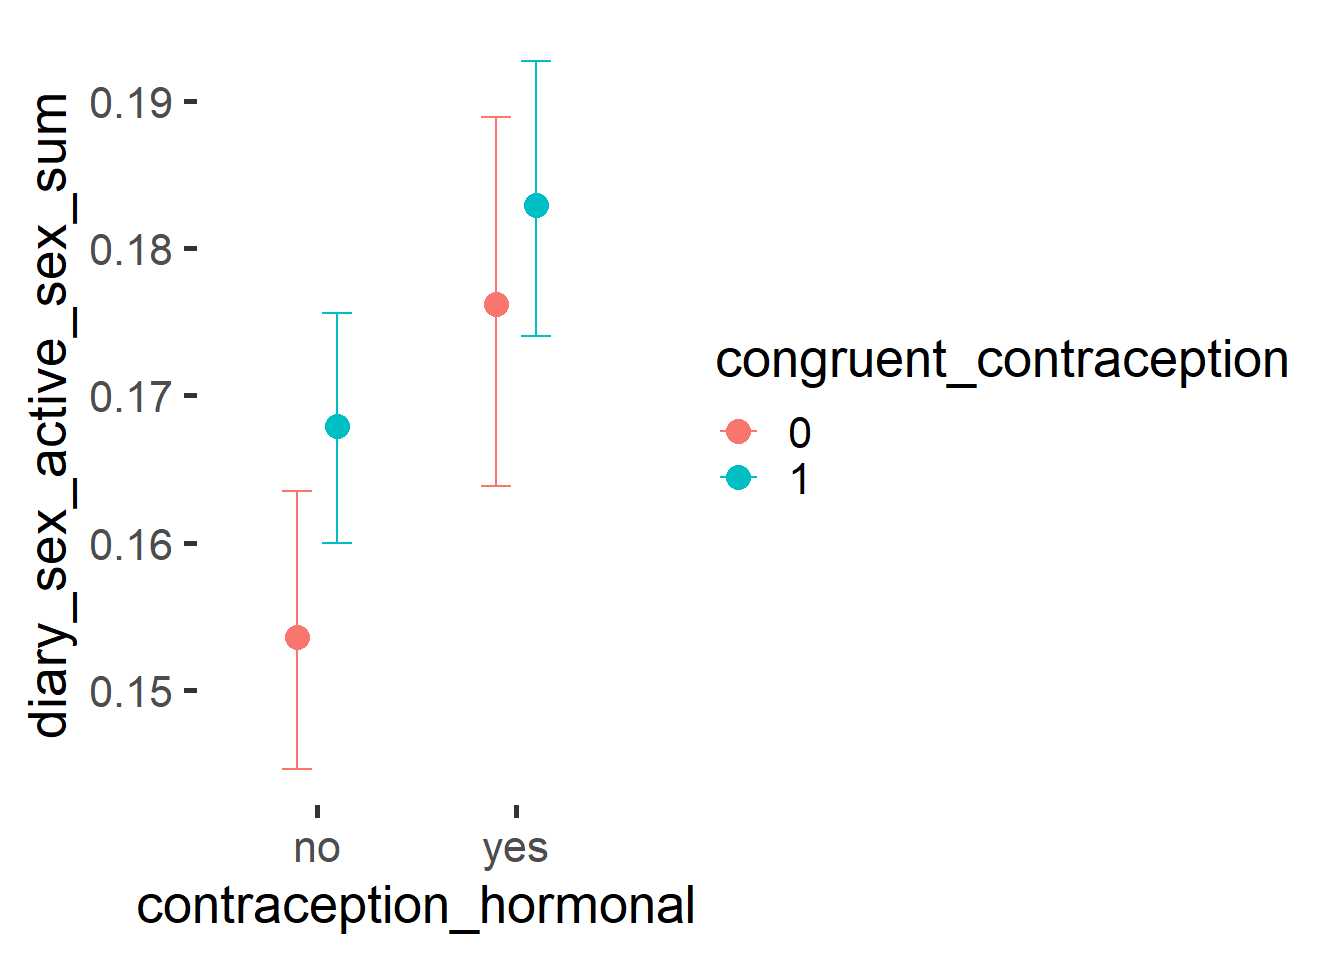 diary_sex_active_sex_sum
0.19
0.18
0.17
0.16
0.15
no
yes
contraception_hormonal
congruent_contraception
0
1